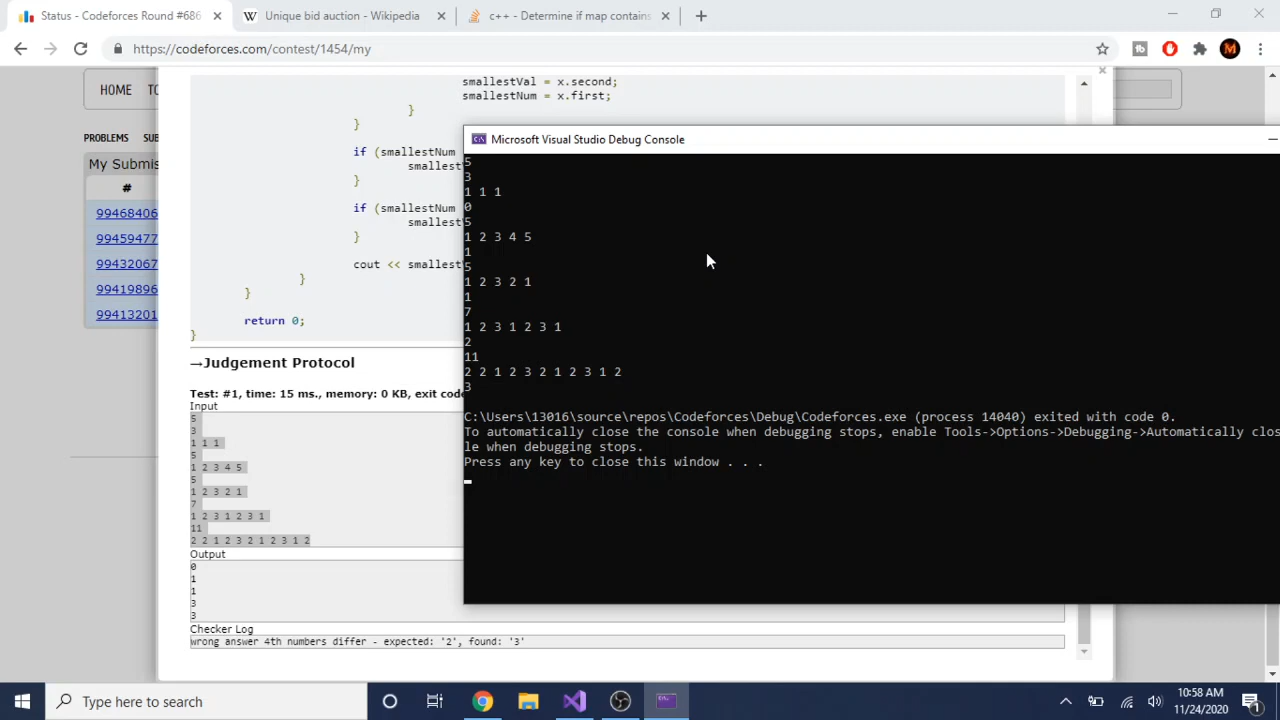 Status - Codeforces Round #686
Unique bid auction - Wikipedia
c++ - Determine if map contains
https://codeforces.com/contest/1454/my
HOME
PROBLEMS
My Submis
#
99468406
99459477
99432067
99419896
99413201
smallestVal = x.second;
smallestNum = x.first;
}
}
if (smallestNum
smallest
}
if (smallestNum
smallest
}
cout << smallest
}
}
return 0;
}
→Judgement Protocol
Test: #1, time: 15 ms., memory: 0 KB, exit code
Input
5
3
1 1 1
5
1 2 3 4 5
5
1 2 3 2 1
7
1 2 3 1 2 3 1
11
2 2 1 2 3 2 1 2 3 1 2
Output
0
1
1
3
3
Checker Log
wrong answer 4th numbers differ - expected: '2', found: '3'
Microsoft Visual Studio Debug Console
5
3
1 1 1
0
5
1 2 3 4 5
1
5
1 2 3 2 1
1
7
1 2 3 1 2 3 1
2
11
2 2 1 2 3 2 1 2 3 1 2
3
C:\Users\13016\source\repos\Codeforces\Debug\Codeforces.exe (process 14040) exited with code 0.
To automatically close the console when debugging stops, enable Tools->Options->Debugging->Automatically clos
le when debugging stops.
Press any key to close this window . . .
Type here to search
10:58 AM
11/24/2020